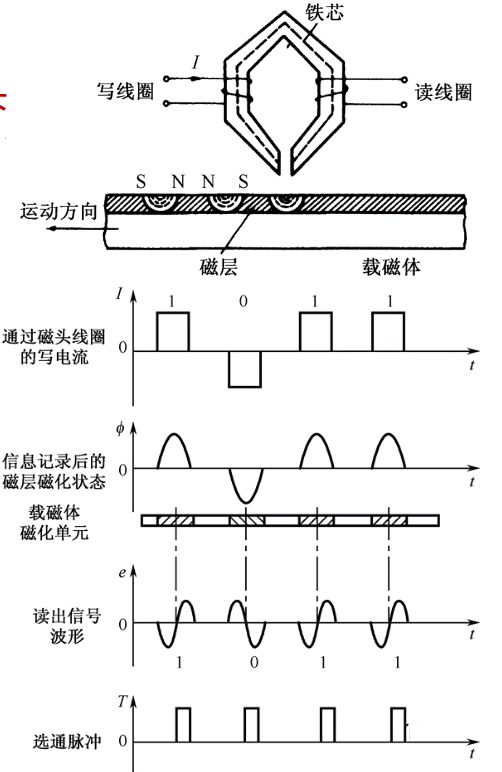 铁芯
I
写线圈
读线圈
S N N S
运动方向
磁层
载磁体
I
1 0 1 1
通过磁头线圈
的写电流
0
t
ϕ
信息记录后的
磁层磁化状态
0
t
载磁体
磁化单元
e
读出信号
波形
0
t
1 0 1 1
T
选通脉冲
0
t